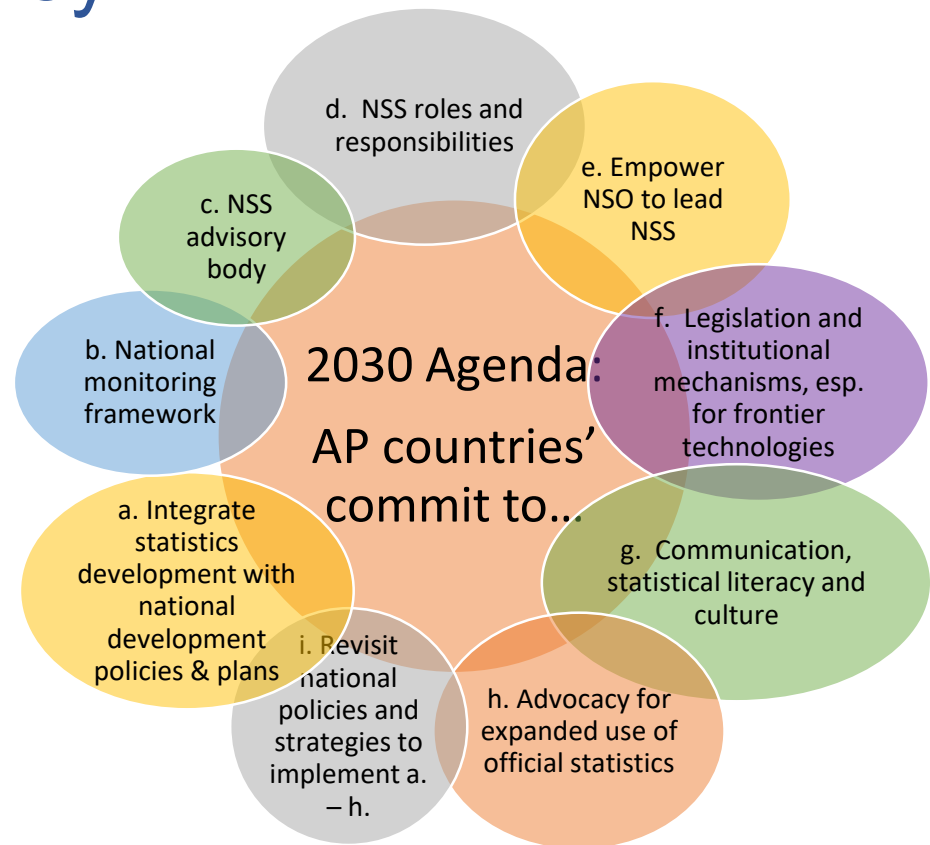 d. NSS roles and
responsibilities
e. Empower
NSO to lead
NSS
c. NSS
advisory
body
f. Legislation and
institutional
mechanisms, esp.
for frontier
technologies
b. National
monitoring
framework
2030 Agenda:
AP countries’
commit to…
a. Integrate
statistics
development with
national
development
policies & plans
g. Communication,
statistical literacy and
culture
i. Revisit
national
policies and
strategies to
implement a.
– h.
h. Advocacy for
expanded use of
official statistics